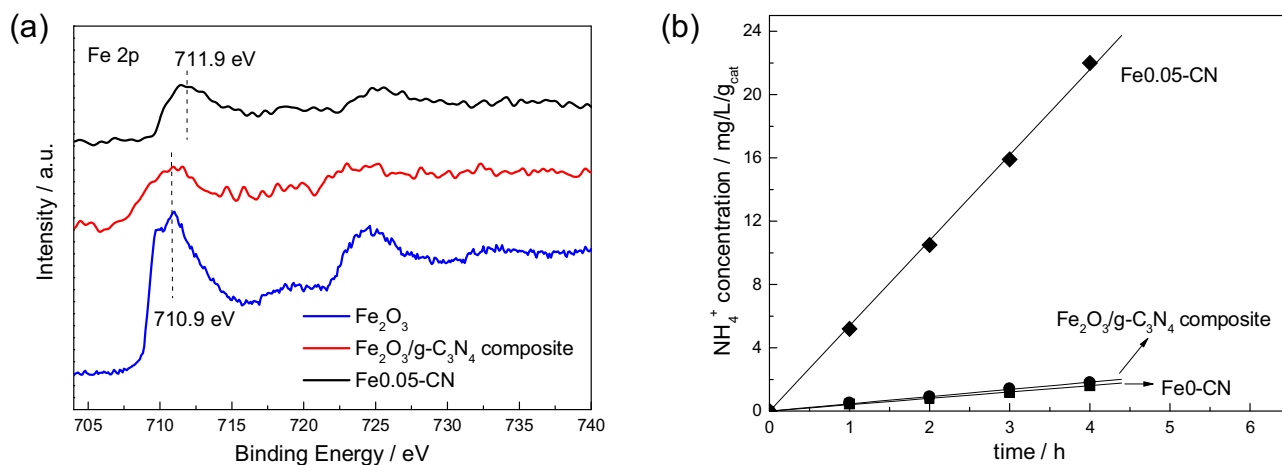 (a)
Fe 2p
711.9 eV
710.9 eV
Fe₂O₃
Fe₂O₃/g-C₃N₄ composite
Fe0.05-CN
Intensity / a.u.
705 710 715 720 725 730 735 740
Binding Energy / eV
(b)
24
20
16
12
8
4
0
NH₄⁺ concentration / mg/L/g_cat
Fe0.05-CN
Fe₂O₃/g-C₃N₄ composite
Fe0-CN
0 1 2 3 4 5 6
time / h